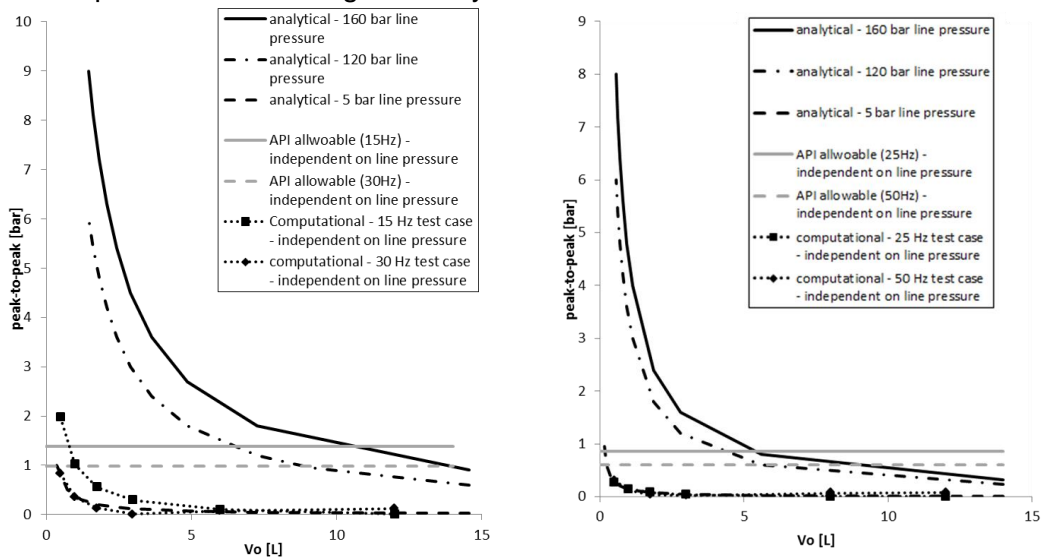 10
9
8
7
6
5
4
3
2
1
0
peak-to-peak [bar]
0
5
10
15
Vo [L]
analytical - 160 bar line
pressure
analytical - 120 bar line
pressure
analytical - 5 bar line pressure
API allwoable (15Hz) -
independent on line pressure
API allowable (30Hz) -
independent on line pressure
Computational - 15 Hz test case
- independent on line pressure
computational - 30 Hz test case
- independent on line pressure
9
8
7
6
5
4
3
2
1
0
peak-to-peak [bar]
0
5
10
15
Vo [L]
analytical - 160 bar line pressure
analytical - 120 bar line pressure
analytical - 5 bar line pressure
API allwoable (25Hz) -
independent on line pressure
API allowable (50Hz) -
independent on line pressure
computational - 25 Hz test case
- independent on line pressure
computational - 50 Hz test case
- independent on line pressure